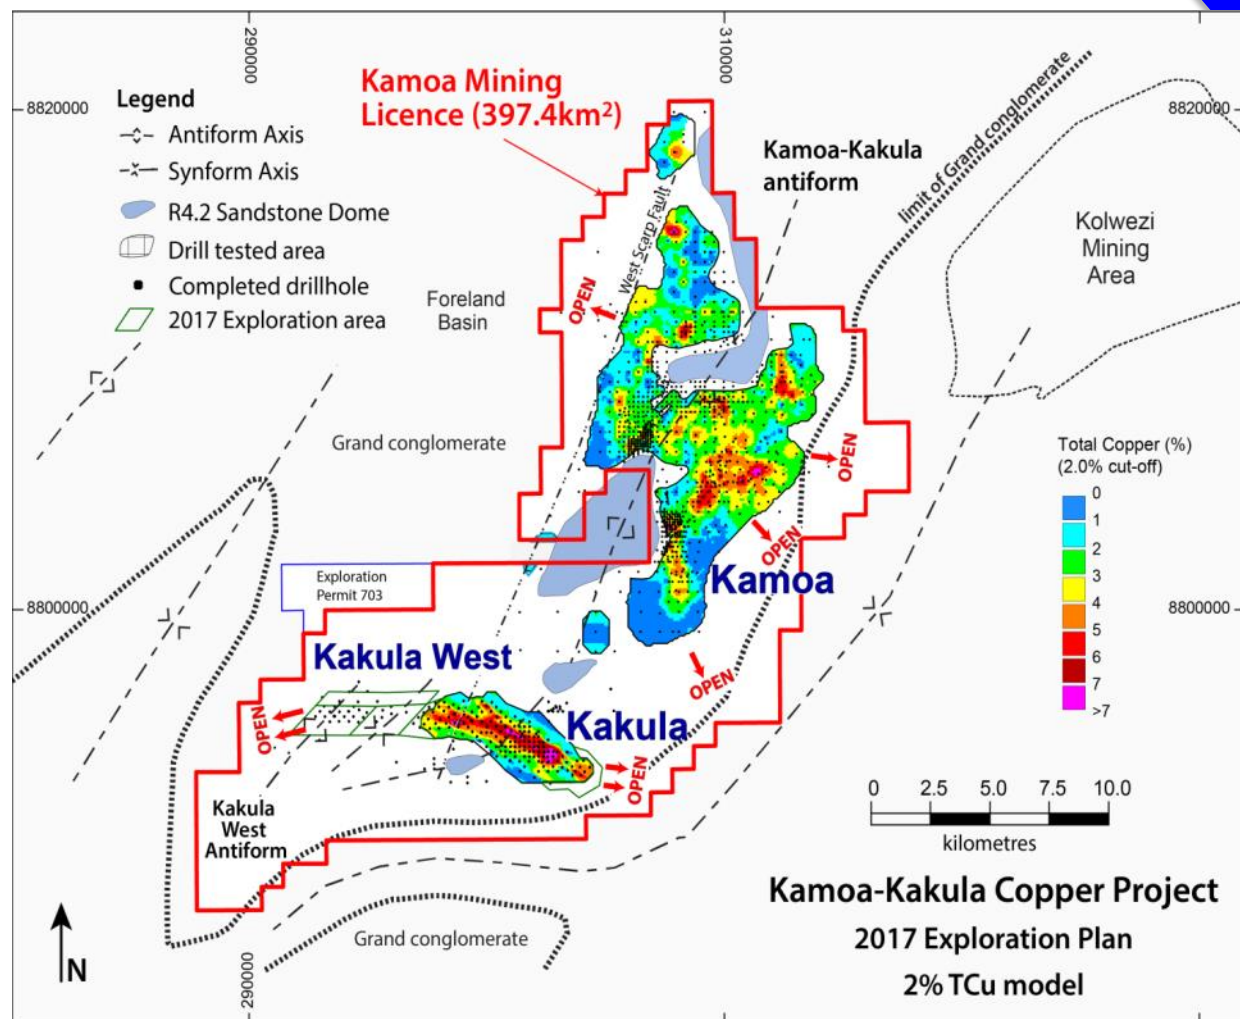 290000
310000
8820000
8820000
Legend
Antiform Axis
Synform Axis
R4.2 Sandstone Dome
Drill tested area
Completed drillhole
2017 Exploration area
Kamoa Mining
Licence (397.4km²)
Kamoa-Kakula
antiform
limit of Grand conglomerate
Kolwezi
Mining
Area
West Scarp Fault
OPEN
Foreland
Basin
Grand conglomerate
OPEN
Total Copper (%)
(2.0% cut-off)
0
1
2
3
4
5
6
7
>7
OPEN
Exploration
Permit 703
Kamoa
8800000
8800000
Kakula West
OPEN
OPEN
Kakula
OPEN
Kakula
West
Antiform
0 2.5 5.0 7.5 10.0
kilometres
Kamoa-Kakula Copper Project
2017 Exploration Plan
2% TCu model
Grand conglomerate
N
290000